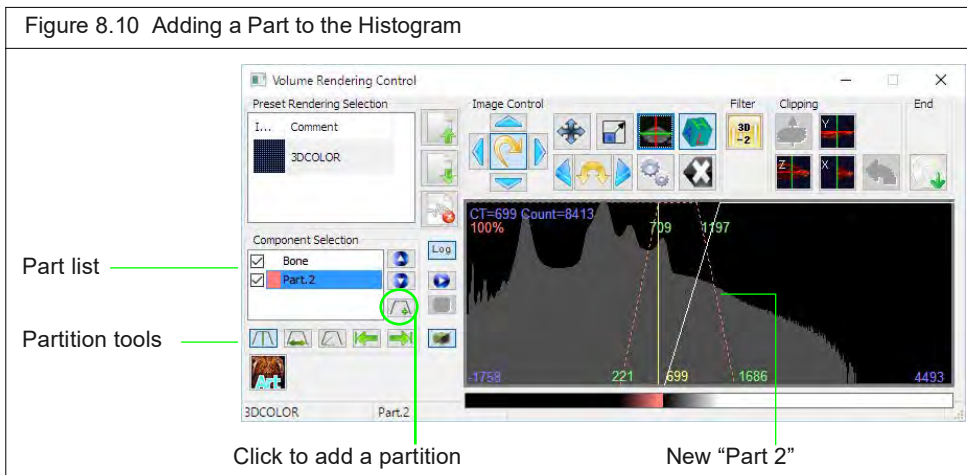 Figure 8.10 Adding a Part to the Histogram
Volume Rendering Control
Preset Rendering Selection
I... Comment
3DCOLOR
Image Control
Filter
3D
-2
Clipping
Y
Z
X
End
Part list
Component Selection
Bone
Part.2
Log
Partition tools
Art
CT=699 Count=8413
100%
709
1197
-1758
221
699
1686
4493
3DCOLOR
Part.2
Click to add a partition
New “Part 2”